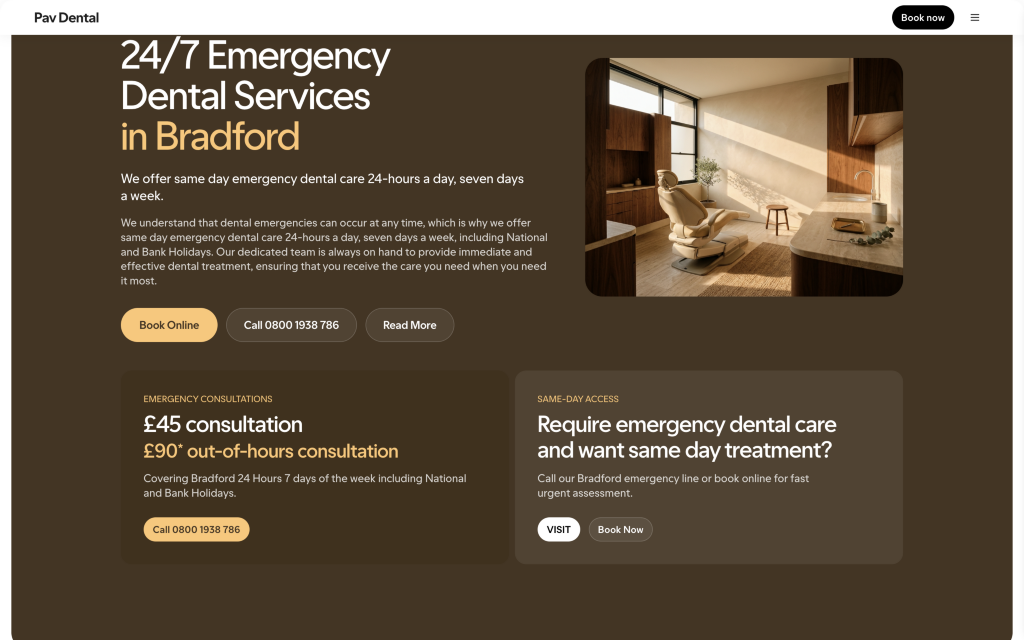 Pav Dental
Book now
24/7 Emergency
Dental Services
in Bradford
We offer same day emergency dental care 24-hours a day, seven days
a week.
We understand that dental emergencies can occur at any time, which is why we offer
same day emergency dental care 24-hours a day, seven days a week, including National
and Bank Holidays. Our dedicated team is always on hand to provide immediate and
effective dental treatment, ensuring that you receive the care you need when you need
it most.
Book Online
Call 0800 1938 786
Read More
EMERGENCY CONSULTATIONS
£45 consultation
£90* out-of-hours consultation
Covering Bradford 24 Hours 7 days of the week including National
and Bank Holidays.
Call 0800 1938 786
SAME-DAY ACCESS
Require emergency dental care
and want same day treatment?
Call our Bradford emergency line or book online for fast
urgent assessment.
VISIT
Book Now